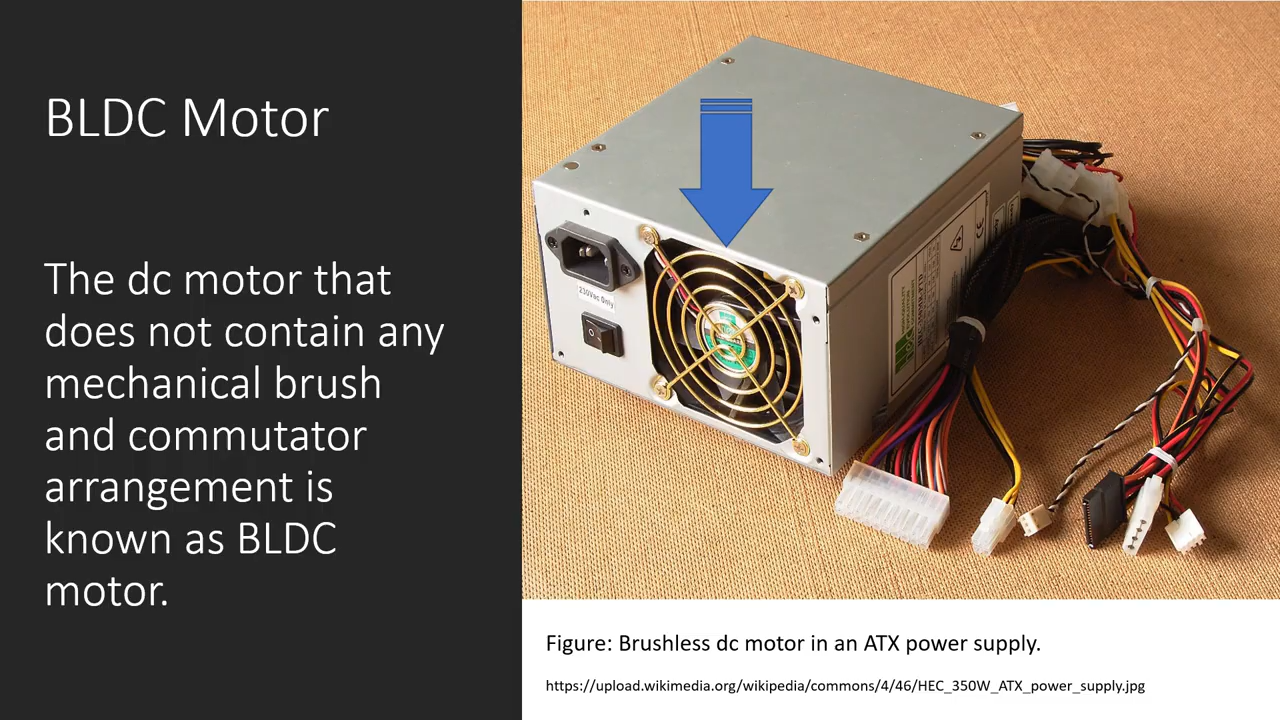 BLDC Motor
The dc motor that
does not contain any
mechanical brush
and commutator
arrangement is
known as BLDC
motor.
230Vac Only
Figure: Brushless dc motor in an ATX power supply.
https://upload.wikimedia.org/wikipedia/commons/4/46/HEC_350W_ATX_power_supply.jpg